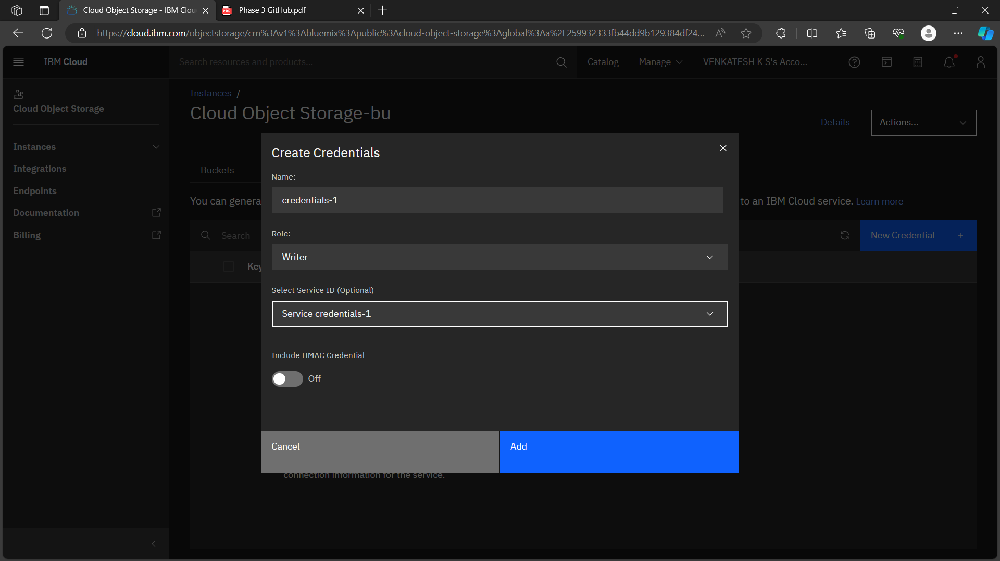 Cloud Object Storage - IBM Clou
Phase 3 GitHub.pdf
https://cloud.ibm.com/objectstorage/crn%3Av1%3Abluemix%3Apublic%3Acloud-object-storage%3Aglobal%3Aa%2F259932333fb44dd9b129384df24...
IBM Cloud
Search resources and products...
Catalog
Manage
VENKATESH K S's Acco...
Cloud Object Storage
Instances
Integrations
Endpoints
Documentation
Billing
Instances /
Cloud Object Storage-bu
Details
Actions...
Buckets
You can genera
to an IBM Cloud service. Learn more
Search
New Credential +
Key
Create Credentials
Name:
credentials-1
Role:
Writer
Select Service ID (Optional)
Service credentials-1
Include HMAC Credential
Off
Cancel
Add
connection information for the service.